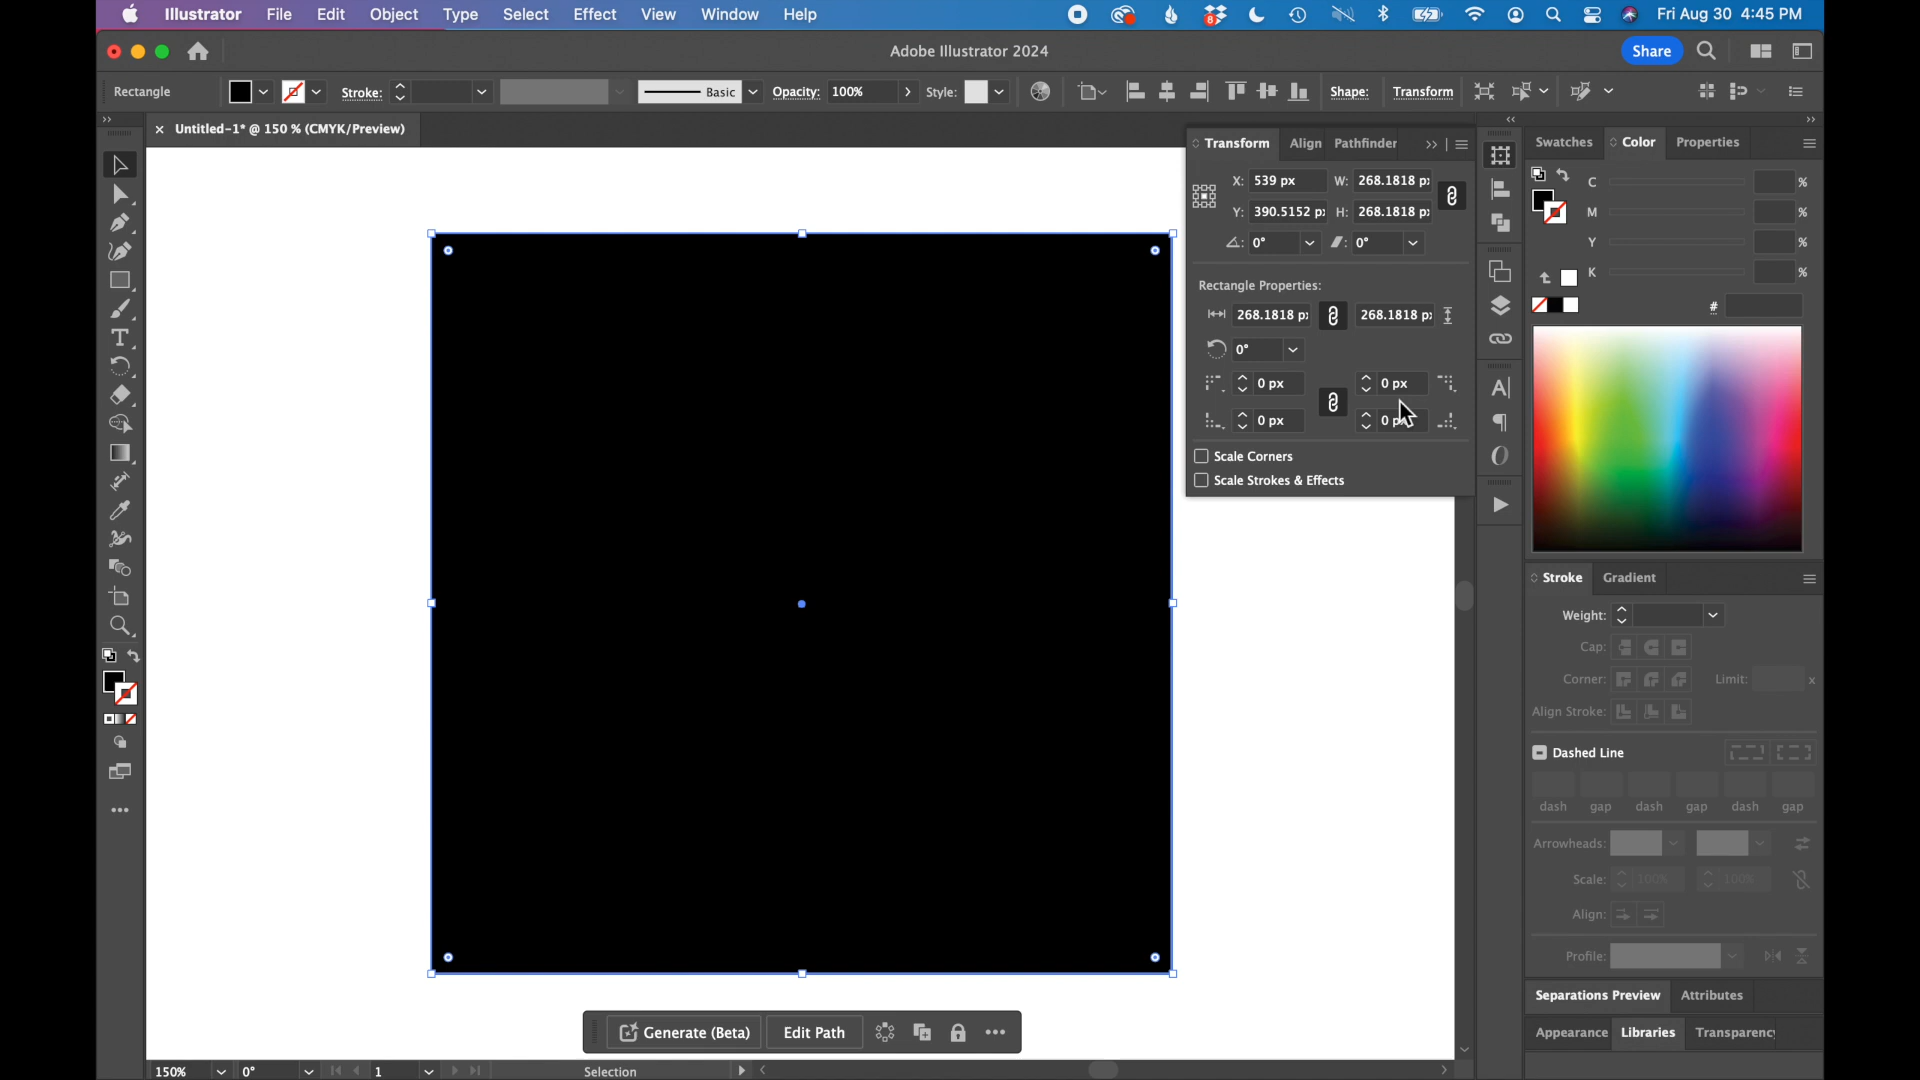 Illustrator File Edit Object Type Select Effect View Window Help
8
Fri Aug 30 4:45 PM
Adobe Illustrator 2024
Share
Rectangle
Stroke:
Basic
Opacity: 100%
Style:
Shape:
Transform
× Untitled-1* @ 150 % (CMYK/Preview)
Transform Align Pathfinder
X: 539 px W: 268.1818 p
Y: 390.5152 p H: 268.1818 p
0° 0°
Rectangle Properties:
268.1818 p 268.1818 p
0°
0 px 0 px
0 px 0 p
Scale Corners
Scale Strokes & Effects
Swatches Color Properties
C %
M %
Y %
K %
#
Stroke Gradient
Weight:
Cap:
Corner: Limit: x
Align Stroke:
Dashed Line
dash gap dash gap dash gap
Arrowheads:
Scale: 100% 100%
Align:
Profile:
Separations Preview Attributes
Appearance Libraries Transparency
Generate (Beta) Edit Path
150% 0° 1 Selection